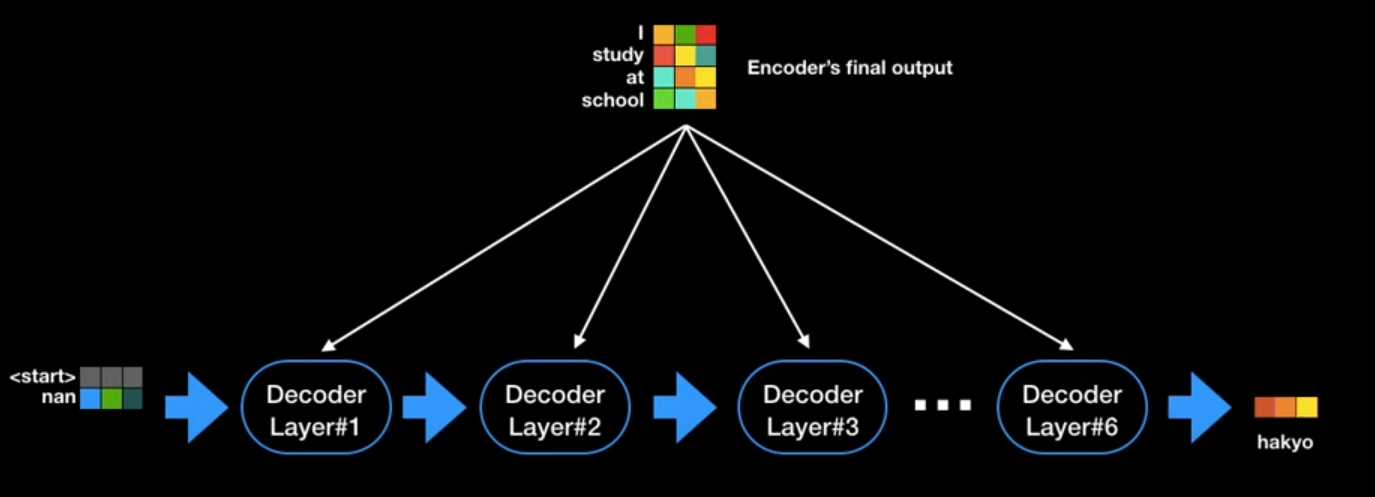 I
study
at
school
Encoder's final output
<start>
nan
Decoder
Layer#1
Decoder
Layer#2
Decoder
Layer#3
...
Decoder
Layer#6
hakyo